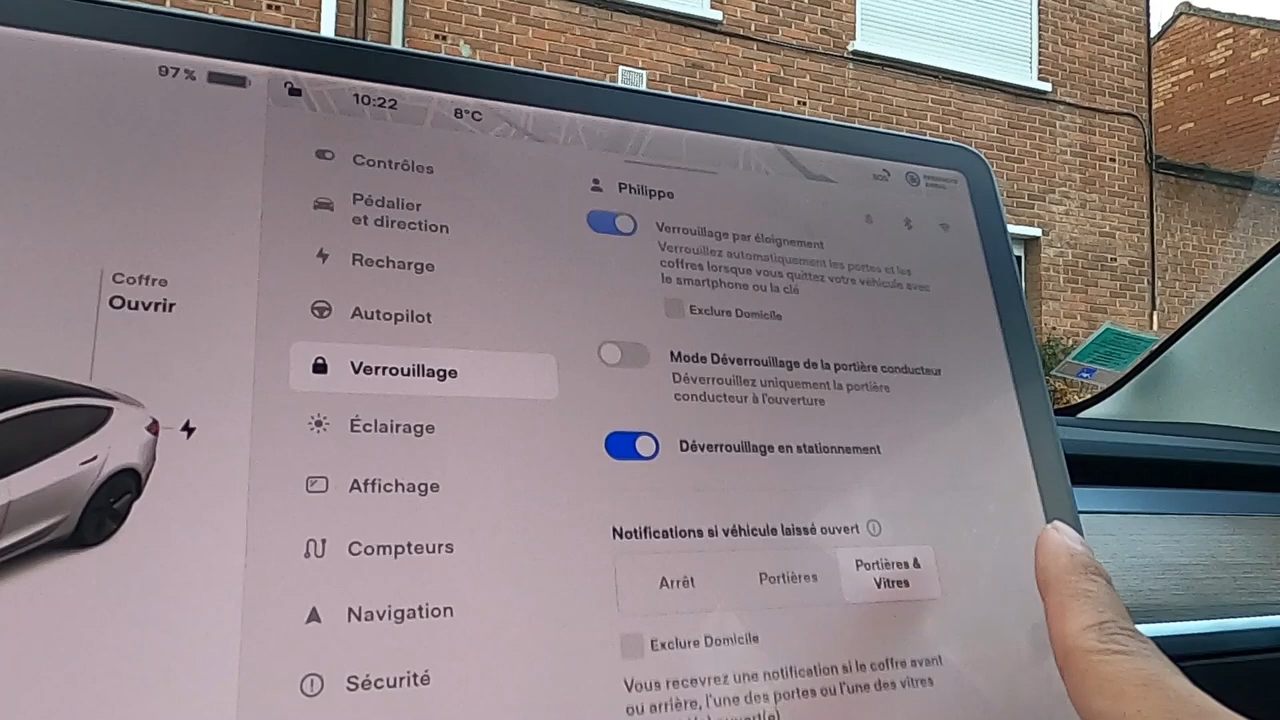 97 %
10:22
8°C
SOS
Coffre
Ouvrir
Contrôles
Pédalier
et direction
Recharge
Autopilot
Verrouillage
Éclairage
Affichage
Compteurs
Navigation
Sécurité
Philippe
Verrouillage par éloignement
Verrouillez automatiquement les portes et les
coffres lorsque vous quittez votre véhicule avec
le smartphone ou la clé
Exclure Domicile
Mode Déverrouillage de la portière conducteur
Déverrouillez uniquement la portière
conducteur à l'ouverture
Déverrouillage en stationnement
Notifications si véhicule laissé ouvert
Arrêt
Portières
Portières &
Vitres
Exclure Domicile
Vous recevrez une notification si le coffre avant
ou arrière, l'une des portes ou l'une des vitres